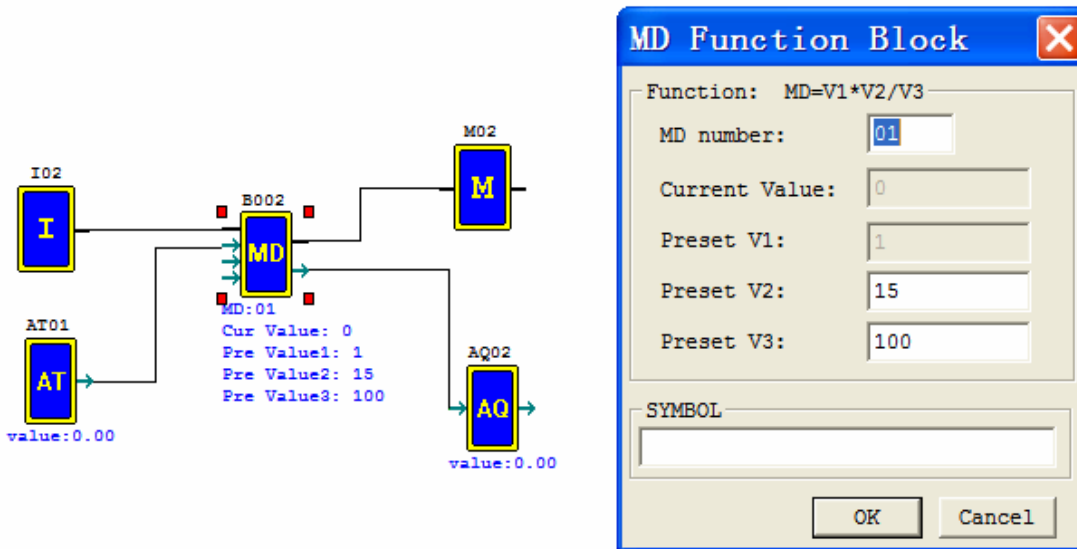 I02
I
AT01
AT
value:0.00
B002
MD
MD:01
Cur Value: 0
Pre Value1: 1
Pre Value2: 15
Pre Value3: 100
M02
M
AQ02
AQ
value:0.00
MD Function Block
Function: MD=V1*V2/V3
MD number: 01
Current Value: 0
Preset V1: 1
Preset V2: 15
Preset V3: 100
SYMBOL
OK Cancel